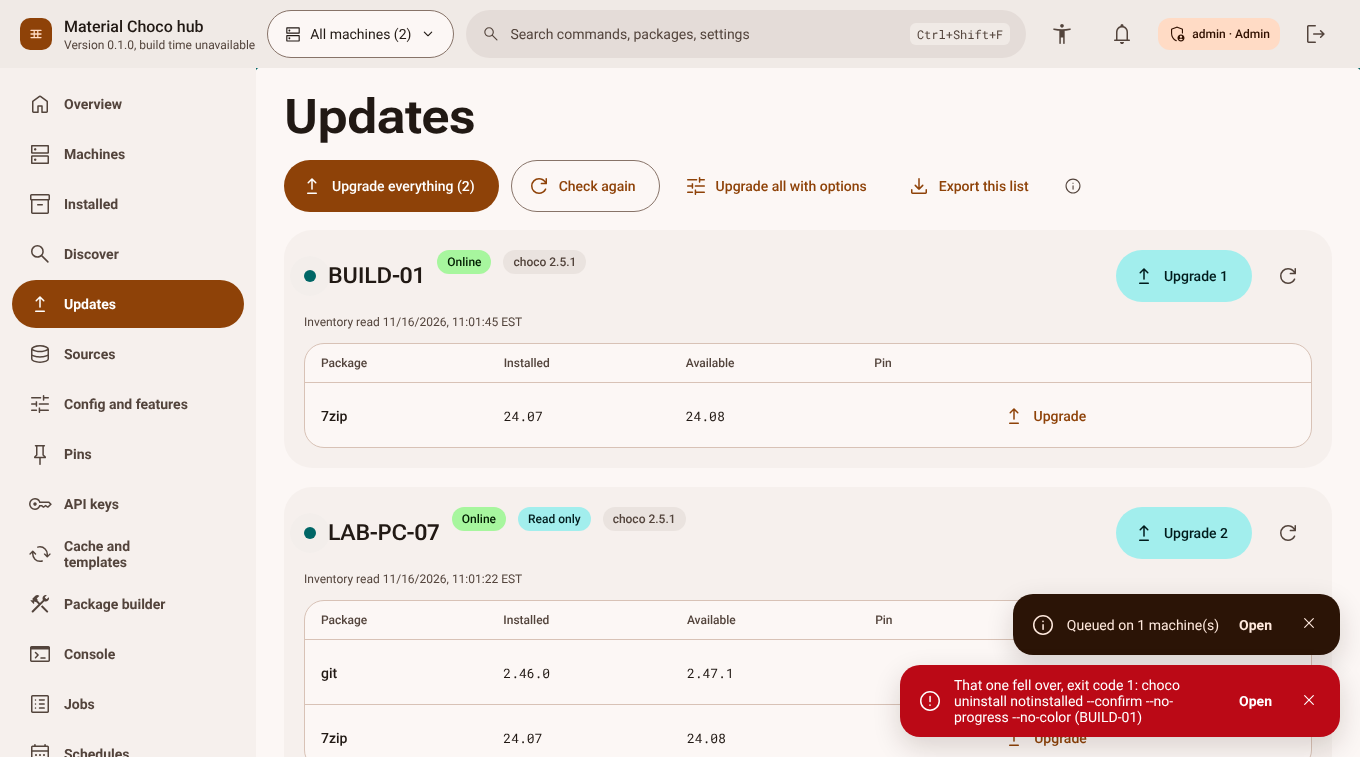 Material Choco hub
Version 0.1.0, build time unavailable
All machines (2)
Search commands, packages, settings
Ctrl+Shift+F
admin · Admin
Overview
Machines
Installed
Discover
Updates
Sources
Config and features
Pins
API keys
Cache and
templates
Package builder
Console
Jobs
Schedules
Updates
Upgrade everything (2)
Check again
Upgrade all with options
Export this list
BUILD-01
Online
choco 2.5.1
Upgrade 1
Inventory read 11/16/2026, 11:01:45 EST
Package Installed Available Pin
7zip 24.07 24.08 Upgrade
LAB-PC-07
Online
Read only
choco 2.5.1
Upgrade 2
Inventory read 11/16/2026, 11:01:22 EST
Package Installed Available Pin
git 2.46.0 2.47.1
7zip 24.07 24.08 Upgrade
Queued on 1 machine(s) Open
That one fell over, exit code 1: choco
uninstall notinstalled --confirm --no-
progress --no-color (BUILD-01)
Open